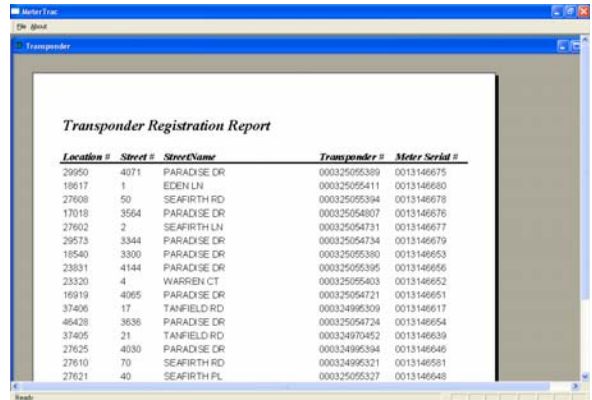 MeterTrac
File About
Transponder
Transponder Registration Report
Location # Street # StreetName Transponder # Meter Serial #
29950 4071 PARADISE DR 000325055389 0013146675
18617 1 EDEN LN 000325055411 0013146680
27608 50 SEAFIRTH RD 000325055394 0013146678
17018 3564 PARADISE DR 000325054807 0013146676
27602 2 SEAFIRTH LN 000325054731 0013146677
29573 3344 PARADISE DR 000325054734 0013146679
18540 3300 PARADISE DR 000325055380 0013146653
23831 4144 PARADISE DR 000325055395 0013146656
23320 4 WARREN CT 000325055403 0013146652
16919 4065 PARADISE DR 000325054721 0013146651
37406 17 TANFIELD RD 000324995309 0013146617
46428 3636 PARADISE DR 000325054724 0013146654
37405 21 TANFIELD RD 000324970452 0013146639
27625 4030 PARADISE DR 000324995394 0013146646
27610 70 SEAFIRTH RD 000324995321 0013146581
27621 40 SEAFIRTH PL 000325055327 0013146648
Ready